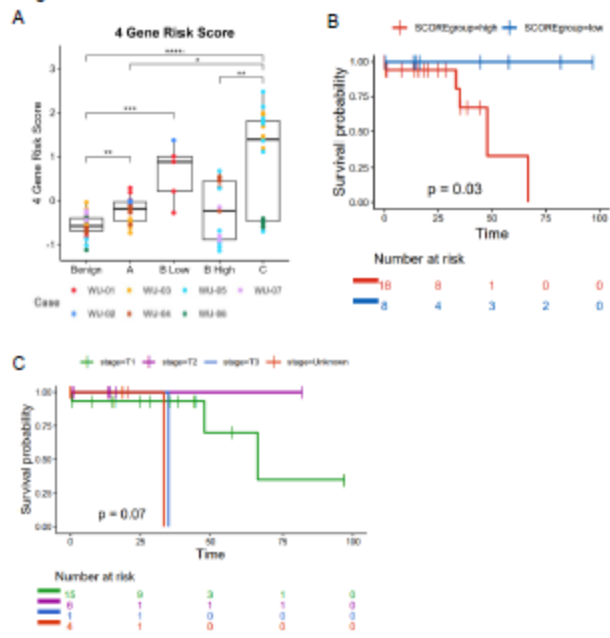 A
4 Gene Risk Score
****
*
**
***
**
4 Gene Risk Score
3
2
1
0
-1
Benign A B Low B High C
Case
WU-01 WU-03 WU-05 WU-07
WU-02 WU-04 WU-06
B
SCOREgroup=high SCOREgroup=low
Survival probability
1.00
0.75
0.50
0.25
0.00
p = 0.03
0 25 50 75 100
Time
Number at risk
18 8 1 0 0
8 4 3 2 0
C
stage=T1 stage=T2 stage=T3 stage=Unknown
Survival probability
1.00
0.75
0.50
0.25
0.00
p = 0.07
0 25 50 75 100
Time
Number at risk
15 9 3 1 0
6 1 1 1 0
1 1 0 0 0
4 1 0 0 0